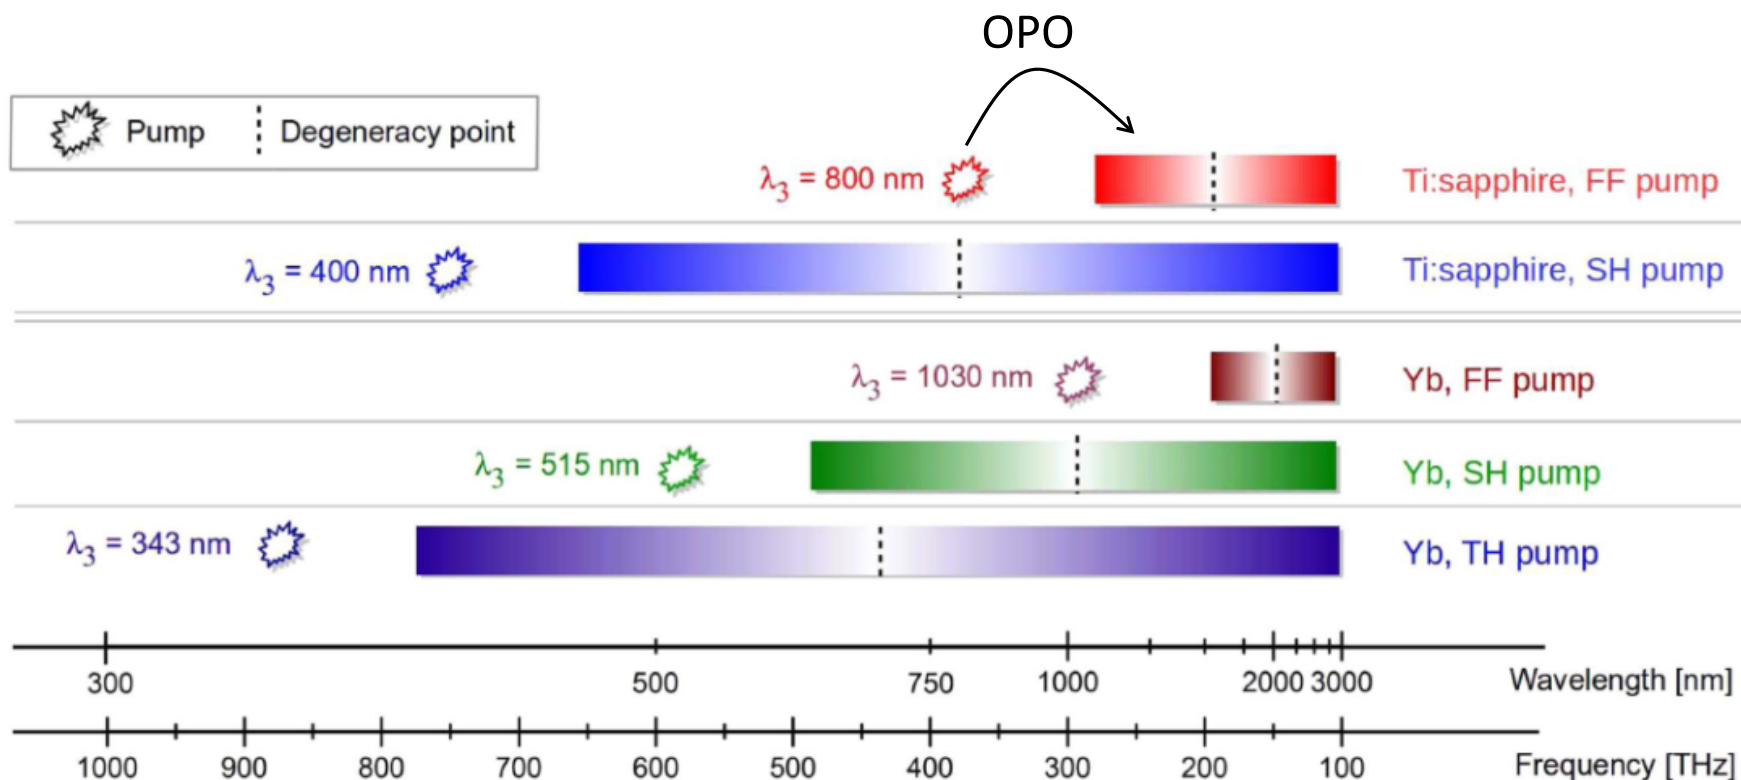 OPO
Pump
Degeneracy point
λ3 = 800 nm
Ti:sapphire, FF pump
λ3 = 400 nm
Ti:sapphire, SH pump
λ3 = 1030 nm
Yb, FF pump
λ3 = 515 nm
Yb, SH pump
λ3 = 343 nm
Yb, TH pump
300 500 750 1000 2000 3000 Wavelength [nm]
1000 900 800 700 600 500 400 300 200 100 Frequency [THz]